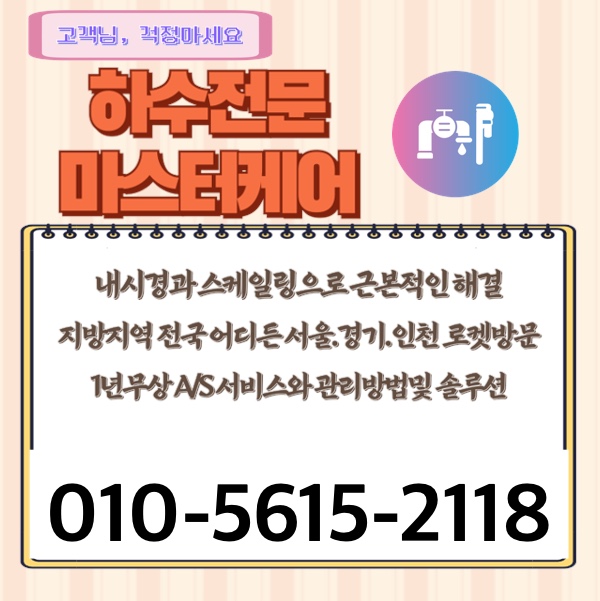 고객님, 걱정마세요
하수전문
마스터케어
내시경과 스케일링으로 근본적인 해결
지방지역 전국 어디든 서울.경기.인천 로켓방문
1년무상 A/S 서비스와 관리방법및 솔루션
010-5615-2118